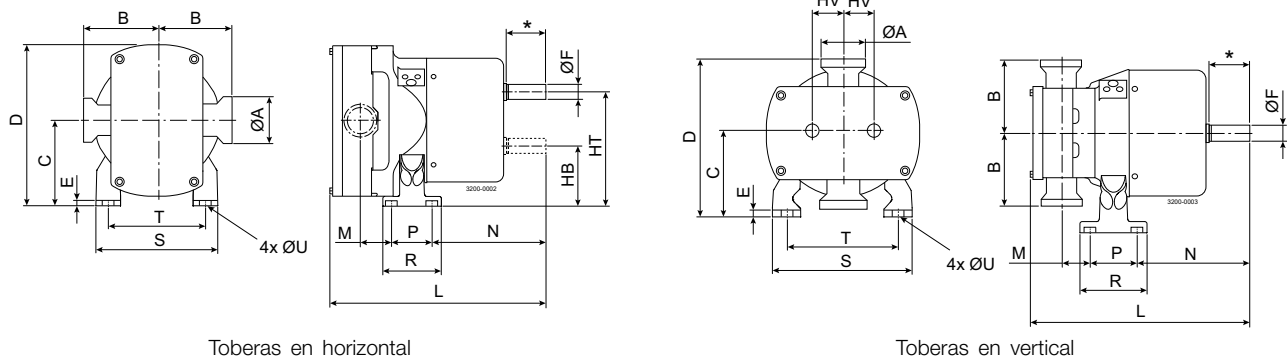 B B
D
C
E
ØA
T
S
4x ØU
*
ØF
HT
HB
3200-0002
M P N
R
L
Toberas en horizontal
HV HV
ØA
D
C
E
T
S
4x ØU
*
ØF
B
B
3200-0003
M P N
R
L
Toberas en vertical